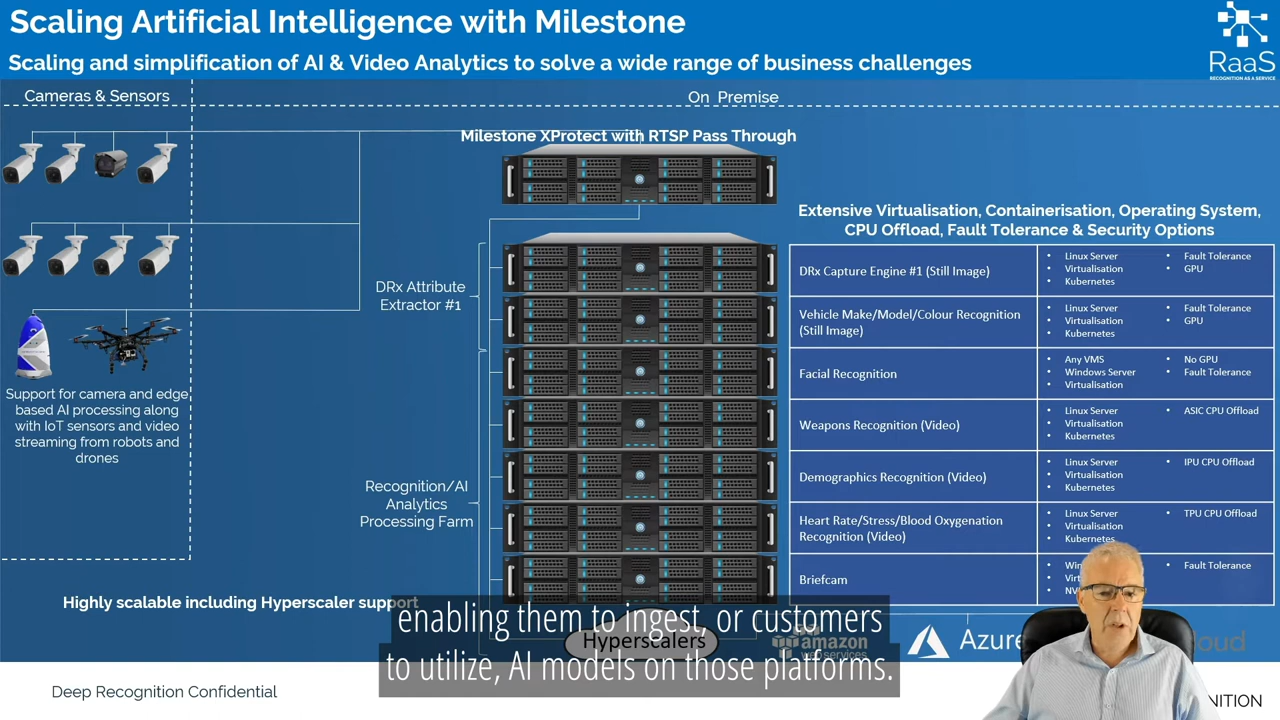 Scaling Artificial Intelligence with Milestone
Scaling and simplification of AI & Video Analytics to solve a wide range of business challenges
RaaS
RECOGNITION AS A SERVICE
Cameras & Sensors
On Premise
Milestone XProtect with RTSP Pass Through
Support for camera and edge
based AI processing along
with IoT sensors and video
streaming from robots and
drones
Highly scalable including Hyperscaler support
DRx Attribute
Extractor #1
Recognition/AI
Analytics
Processing Farm
Extensive Virtualisation, Containerisation, Operating System,
CPU Offload, Fault Tolerance & Security Options
DRx Capture Engine #1 (Still Image)
• Linux Server
• Virtualisation
• Kubernetes
• Fault Tolerance
• GPU
Vehicle Make/Model/Colour Recognition
(Still Image)
• Linux Server
• Virtualisation
• Kubernetes
• Fault Tolerance
• GPU
Facial Recognition
• Any VMS
• Windows Server
• Virtualisation
• No GPU
• Fault Tolerance
Weapons Recognition (Video)
• Linux Server
• Virtualisation
• Kubernetes
• ASIC CPU Offload
Demographics Recognition (Video)
• Linux Server
• Virtualisation
• Kubernetes
• IPU CPU Offload
Heart Rate/Stress/Blood Oxygenation
Recognition (Video)
• Linux Server
• Virtualisation
• Kubernetes
• TPU CPU Offload
Briefcam
• Fault Tolerance
Hyperscalers
amazon
web services
Azure
enabling them to ingest, or customers
to utilize, AI models on those platforms.
Deep Recognition Confidential